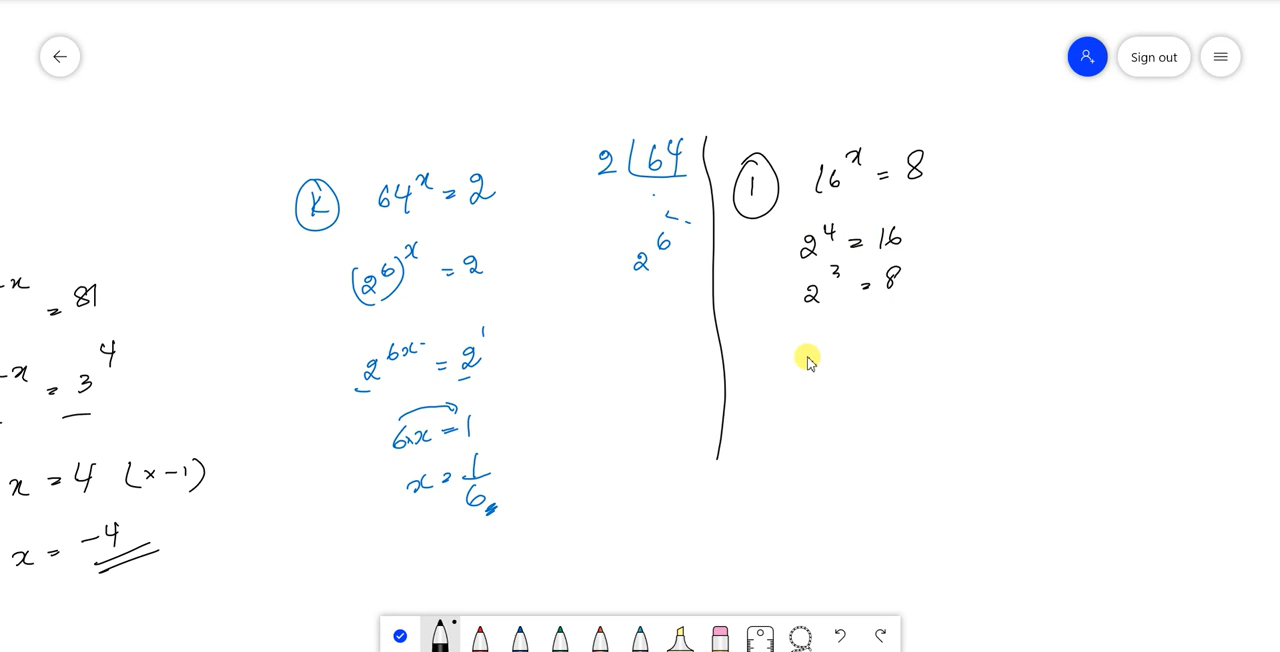 Sign out
-x
= 81
-x = 3^4
x = 4 (x-1)
x = -4
K 64^x = 2
(2^6)^x = 2
2^6x = 2^1
6x = 1
x = 1/6
2 | 64
2^6
l 16^x = 8
2^4 = 16
2^3 = 8